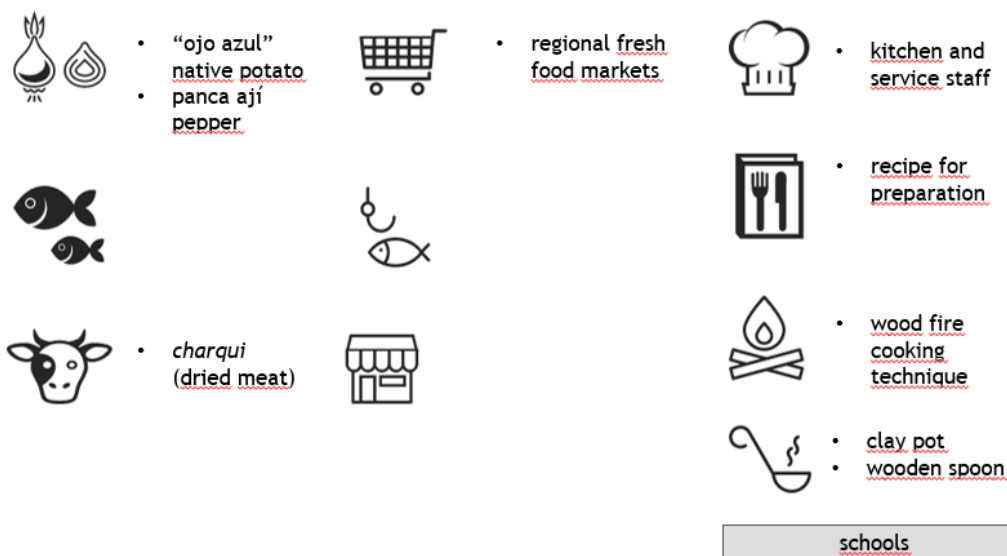 • “ojo azul”
native potato
• panca ají
pepper
• regional fresh
food markets
• kitchen and
service staff
• recipe for
preparation
• charqui
(dried meat)
• wood fire
cooking
technique
• clay pot
• wooden spoon
schools